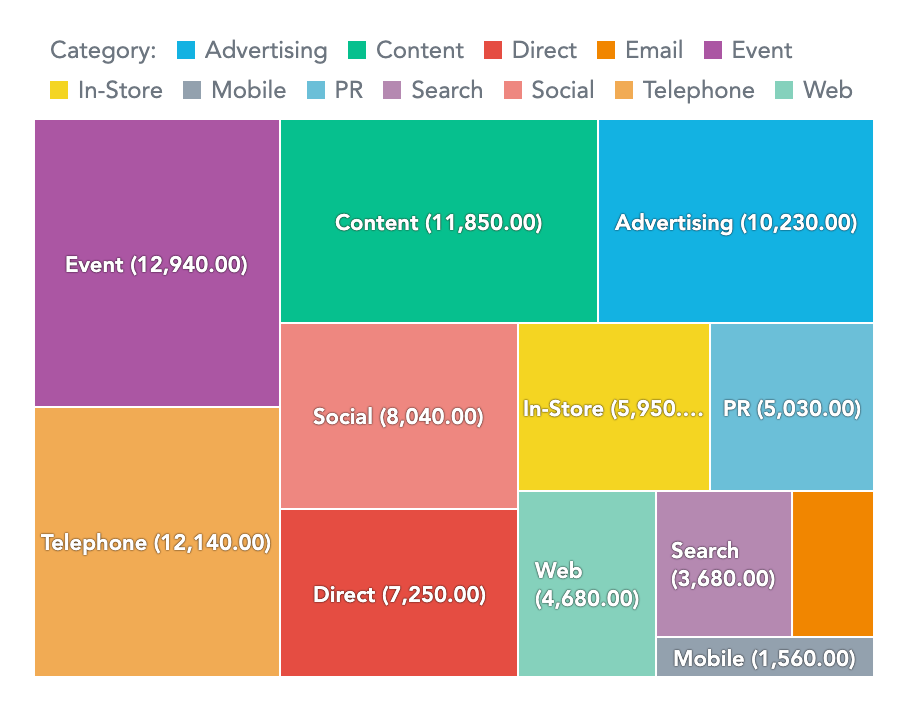 Category: Advertising Content Direct Email Event
In-Store Mobile PR Search Social Telephone Web
Content (11,850.00)
Advertising (10,230.00)
Event (12,940.00)
In-Store (5,950.…
PR (5,030.00)
Social (8,040.00)
Telephone (12,140.00)
Search
(3,680.00)
Web
(4,680.00)
Direct (7,250.00)
Mobile (1,560.00)